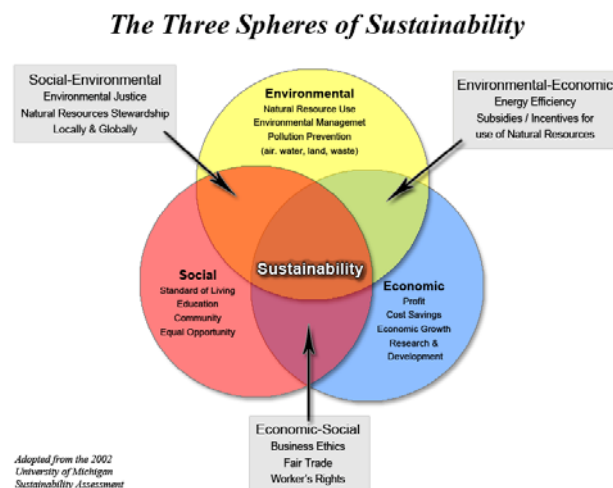 The Three Spheres of Sustainability
Social-Environmental
Environmental Justice
Natural Resources Stewardship
Locally & Globally
Environmental
Natural Resource Use
Environmental Managemet
Pollution Prevention
(air. water, land, waste)
Environmental-Economic
Energy Efficiency
Subsidies / Incentives for
use of Natural Resources
Sustainability
Social
Standard of Living
Education
Community
Equal Opportunity
Economic
Profit
Cost Savings
Economic Growth
Research &
Development
Economic-Social
Business Ethics
Fair Trade
Worker's Rights
Adopted from the 2002
University of Michigan
Sustainability Assessment